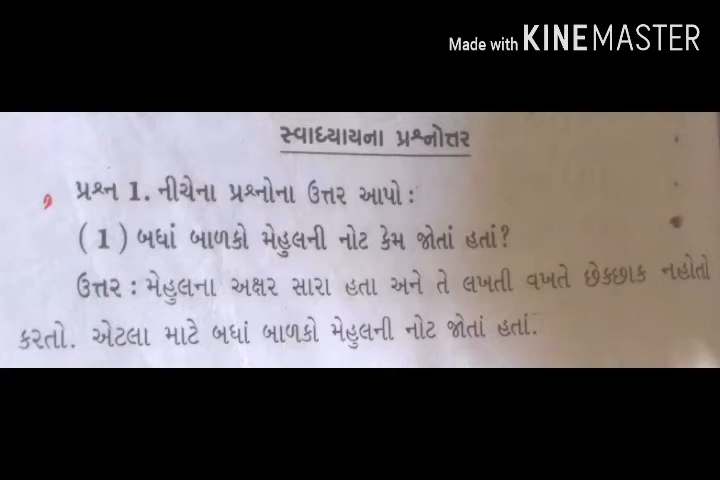 Made with KINEMASTER
સ્વાધ્યાયના પ્રશ્નોત્તર
પ્રશ્ન 1. નીચેના પ્રશ્નોના ઉત્તર આપો :
( 1 ) બધાં બાળકો મેહુલની નોટ કેમ જોતાં હતાં?
ઉત્તર : મેહુલના અક્ષર સારા હતા અને તે લખતી વખતે છેકછાક નહોતો
કરતો. એટલા માટે બધાં બાળકો મેહુલની નોટ જોતાં હતાં.